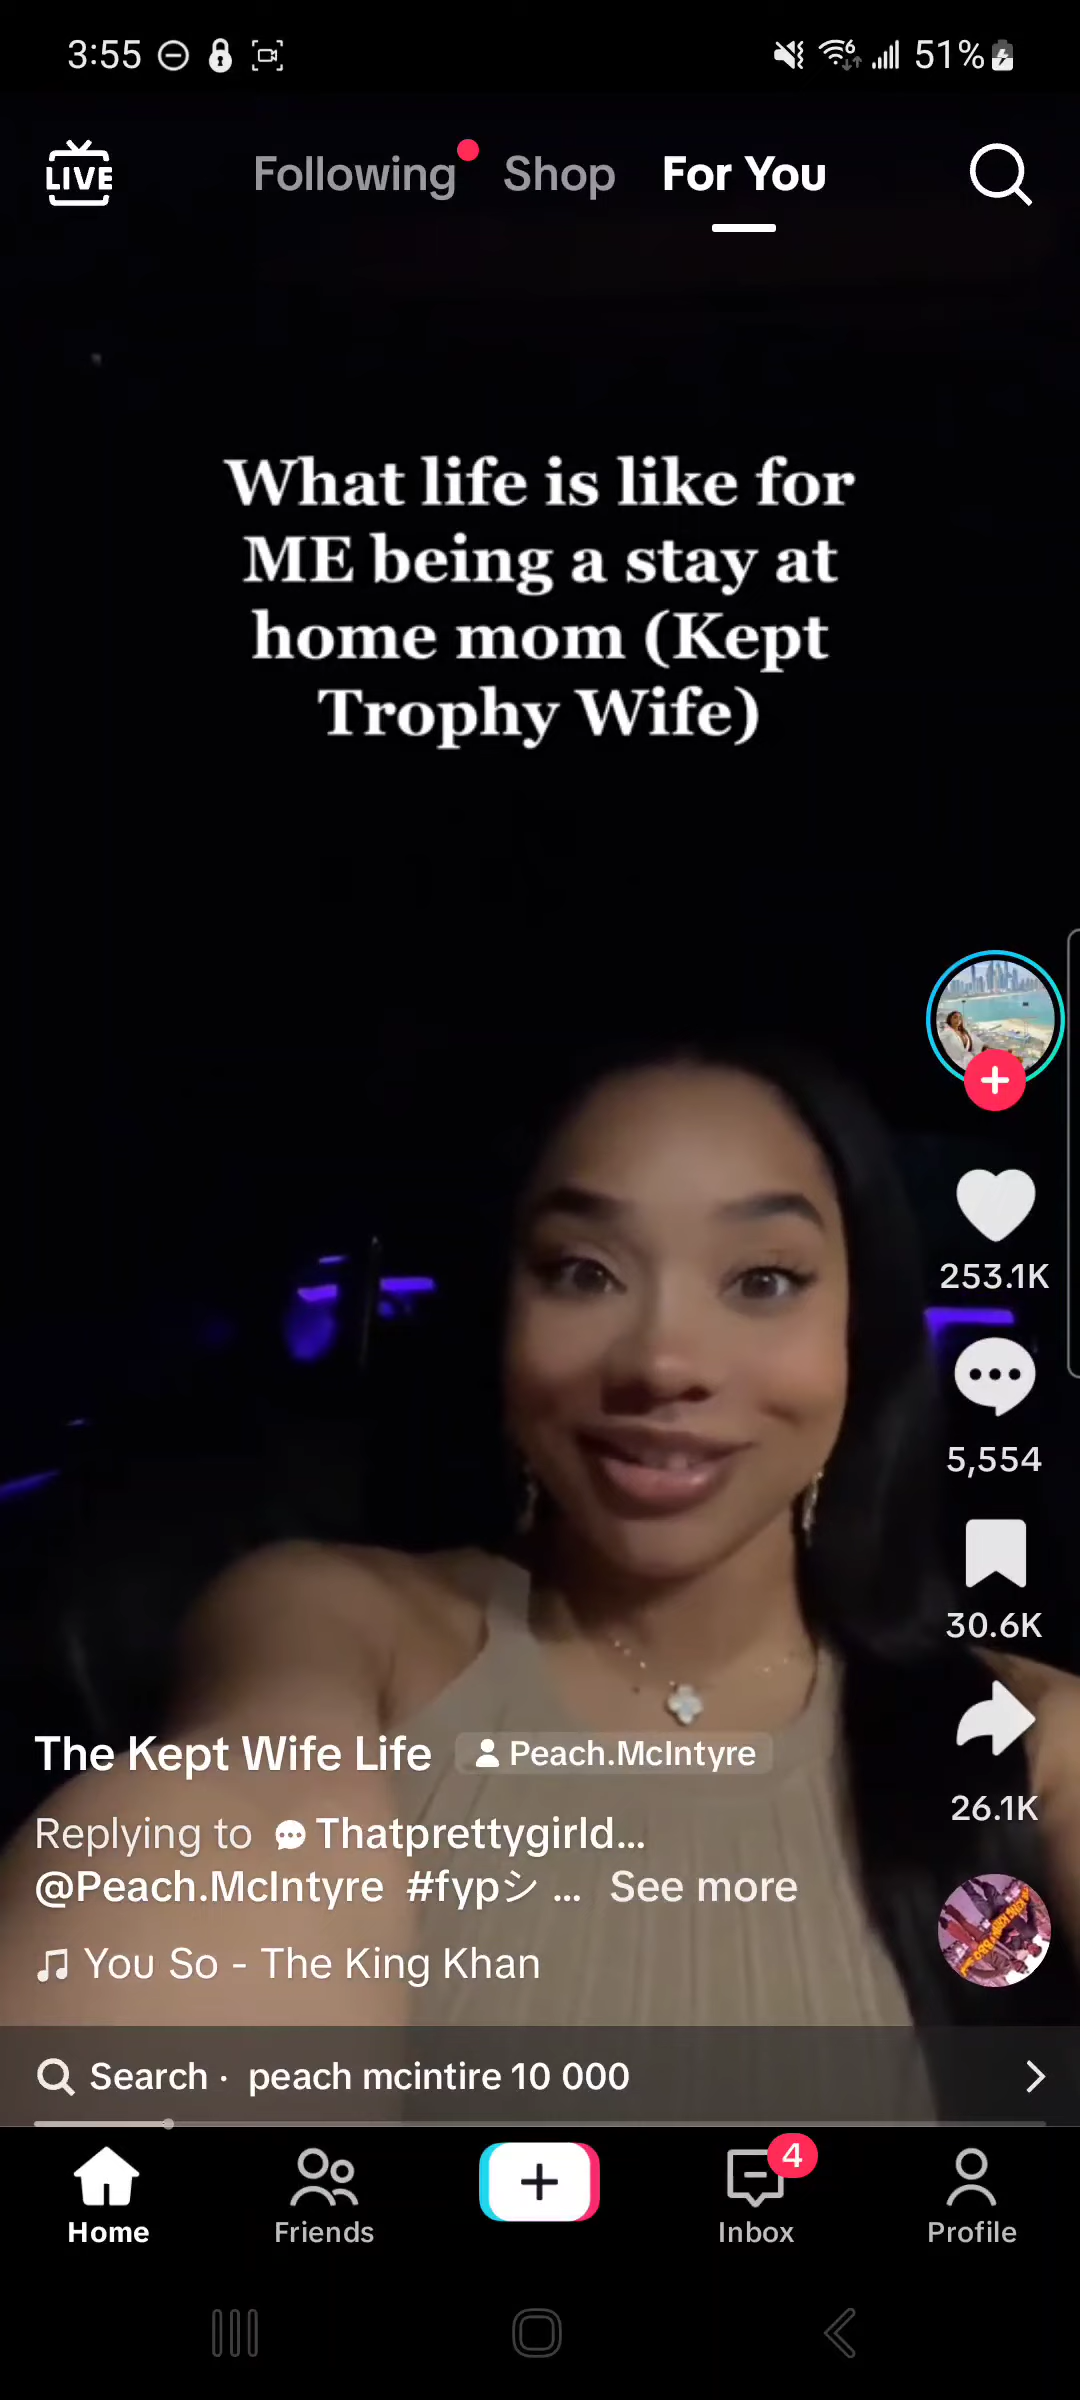 3:55
6
51%
LIVE
Following
Shop
For You
What life is like for
ME being a stay at
home mom (Kept
Trophy Wife)
253.1K
5,554
30.6K
26.1K
The Kept Wife Life
Peach.McIntyre
Replying to Thatprettygirld...
@Peach.McIntyre #fypシ ... See more
You So - The King Khan
Search · peach mcintire 10 000
4
Home
Friends
Inbox
Profile